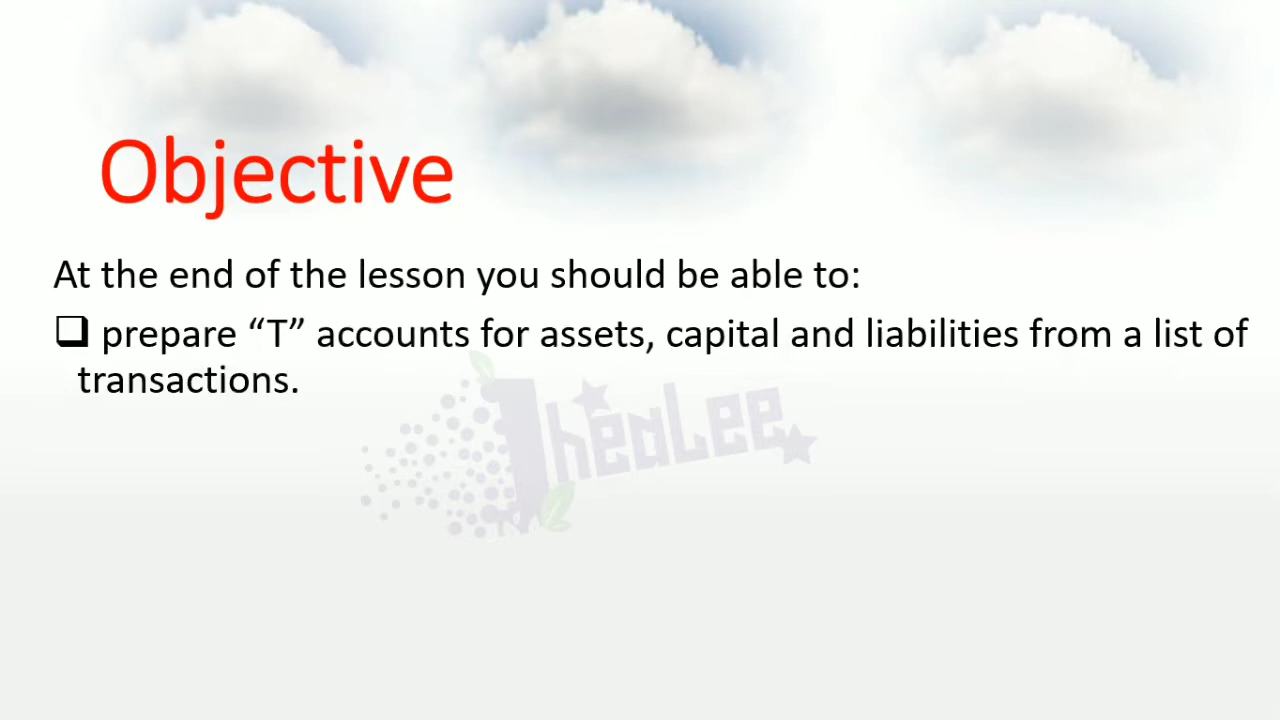 Objective
At the end of the lesson you should be able to:
❑ prepare “T” accounts for assets, capital and liabilities from a list of
transactions.
JheaLee